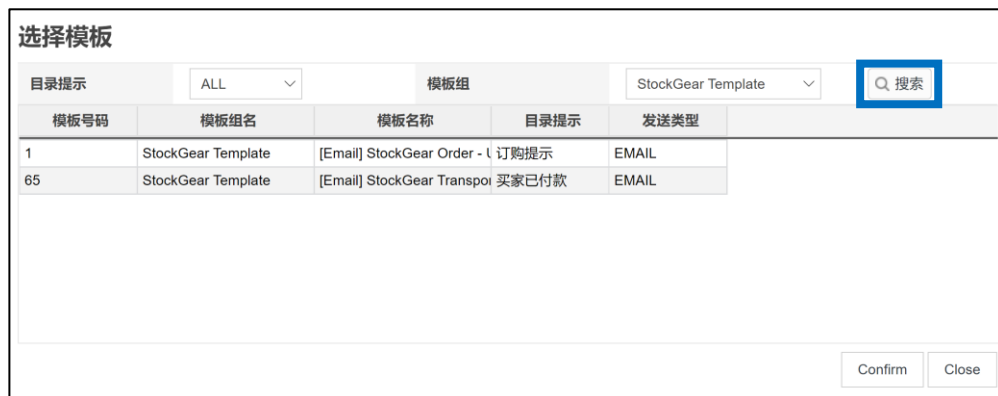 选择模板
目录提示 ALL 模板组 StockGear Template 搜索
模板号码 模板组名 模板名称 目录提示 发送类型
1 StockGear Template [Email] StockGear Order - 订购提示 EMAIL
65 StockGear Template [Email] StockGear 买家已付款 EMAIL
Confirm Close